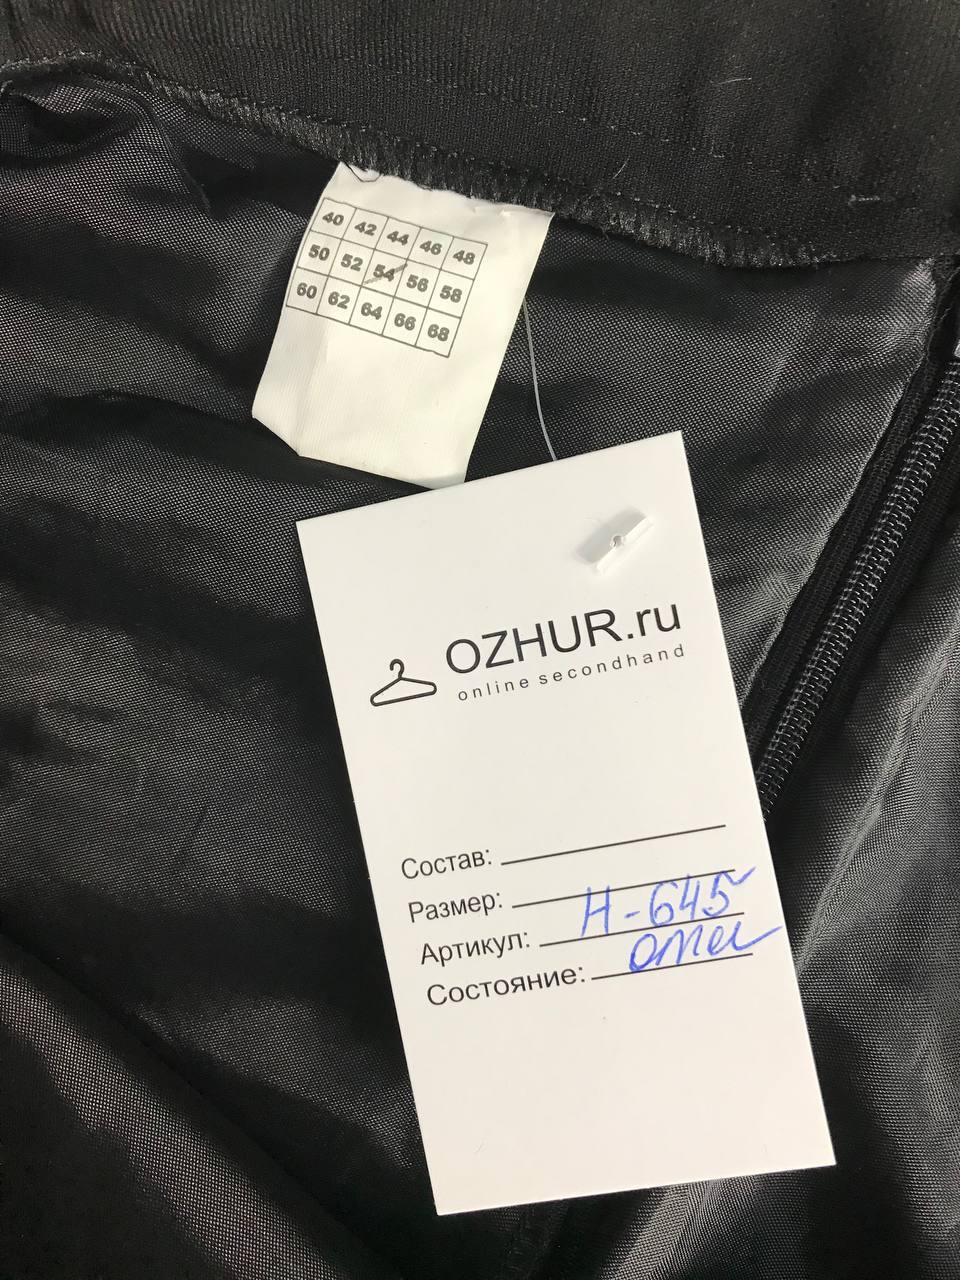 40 42 44 46 48
50 52 54 56 58
60 62 64 66 68
OZHUR.ru
online secondhand
Состав:
Размер:
Артикул: Н-645
Состояние: отл